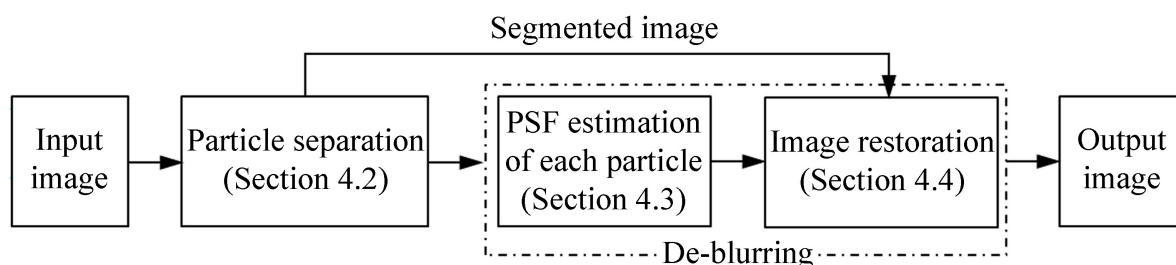 Segmented image
Input
image
Particle separation
(Section 4.2)
PSF estimation
of each particle
(Section 4.3)
Image restoration
(Section 4.4)
Output
image
De-blurring